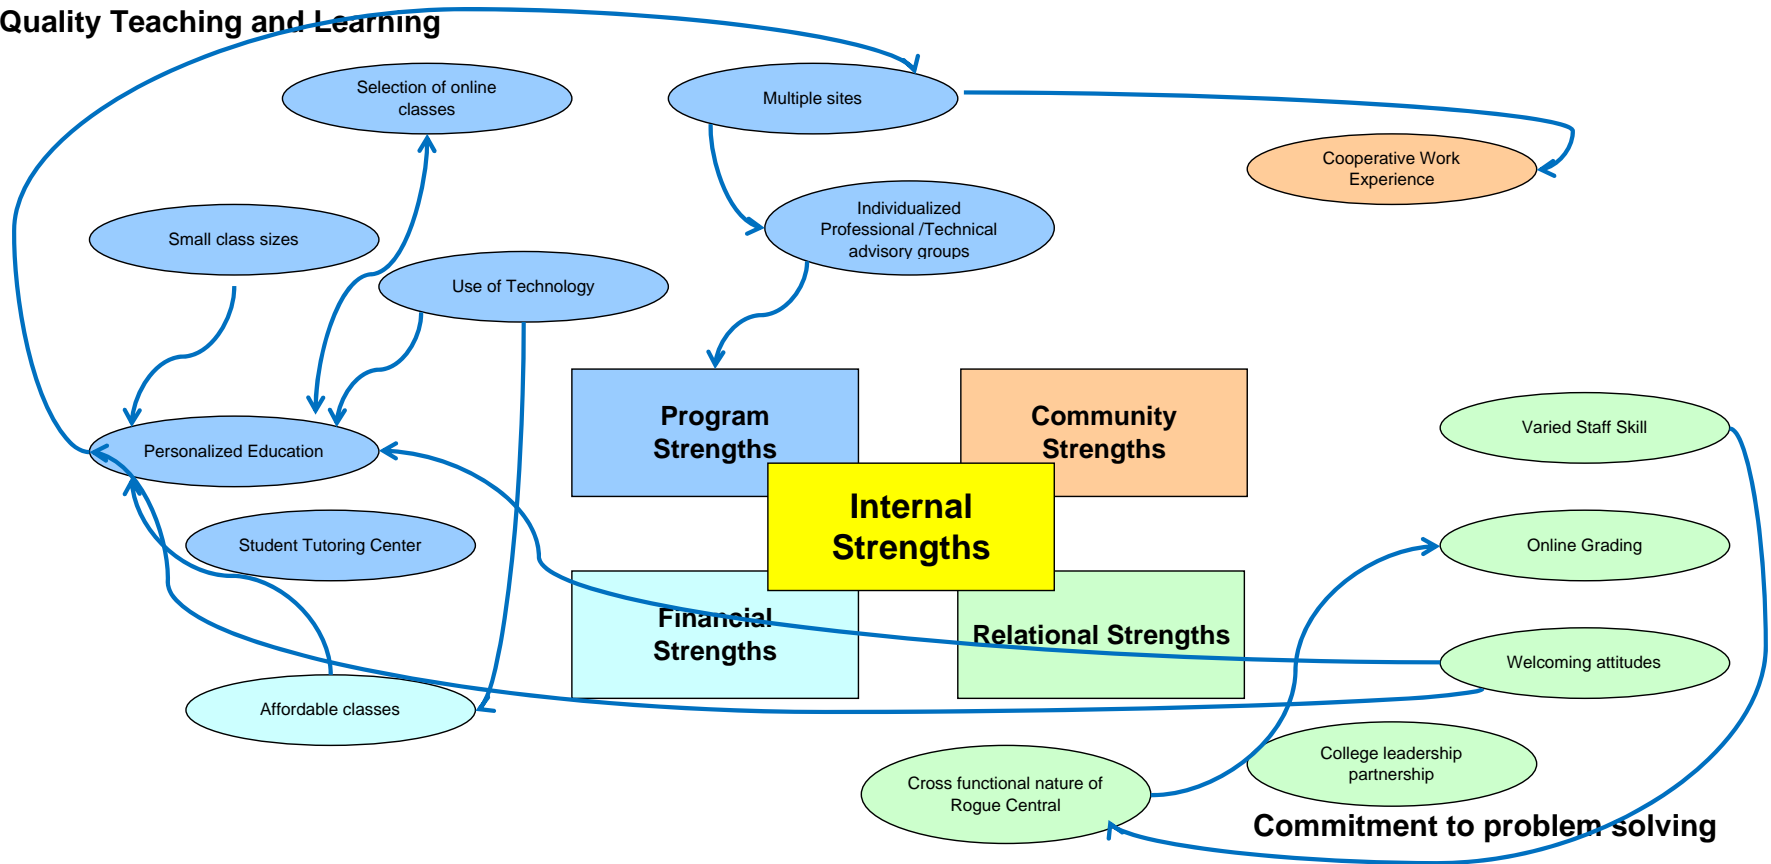 Quality Teaching and Learning
Selection of online
classes
Multiple sites
Cooperative Work
Experience
Small class sizes
Individualized
Professional /Technical
advisory groups
Use of Technology
Program
Strengths
Community
Strengths
Varied Staff Skill
Personalized Education
Internal
Strengths
Student Tutoring Center
Online Grading
Financial
Strengths
Relational Strengths
Welcoming attitudes
Affordable classes
College leadership
partnership
Cross functional nature of
Rogue Central
Commitment to problem solving